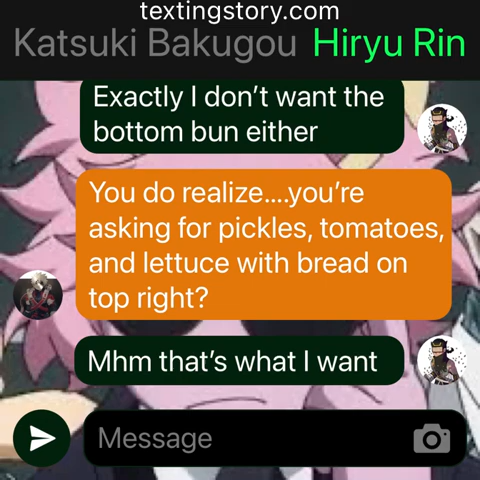 textingstory.com
Katsuki Bakugou Hiryu Rin
Exactly I don’t want the
bottom bun either
You do realize....you’re
asking for pickles, tomatoes,
and lettuce with bread on
top right?
Mhm that’s what I want
Message